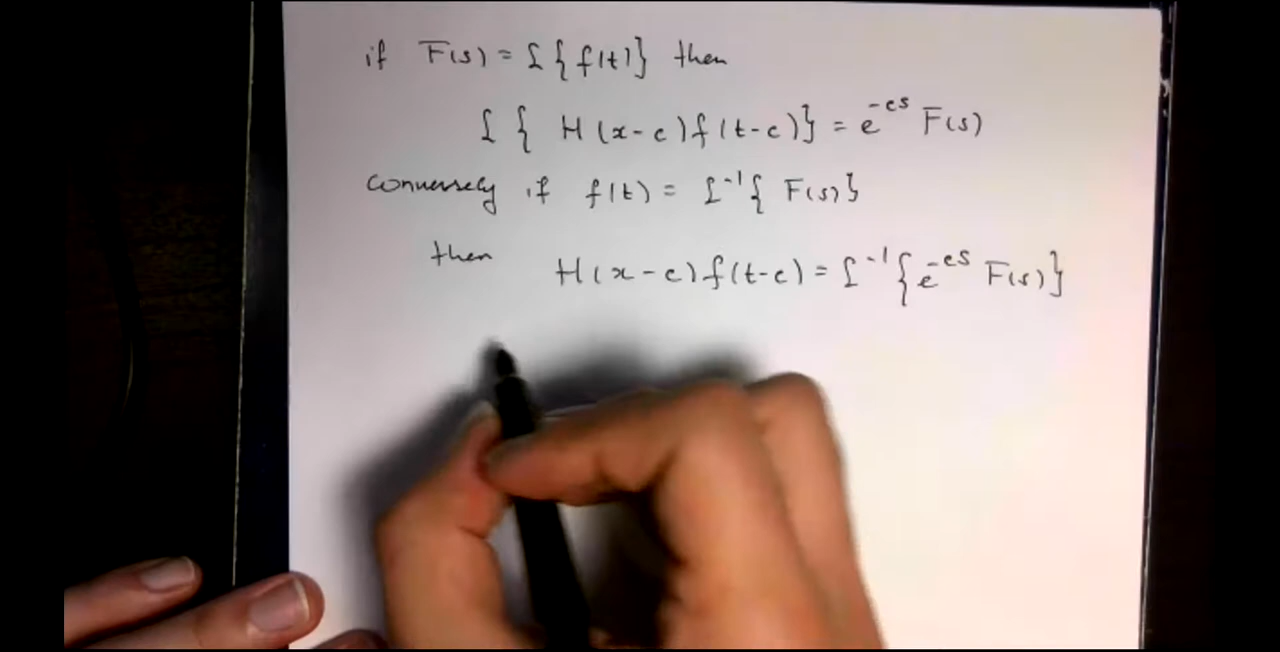 if F(s) = ℒ{f(t)} then
ℒ{ H(x-c)f(t-c)} = e^{-cs} F(s)
conversely if f(t) = ℒ^{-1}{ F(s)}
then H(x-c)f(t-c) = ℒ^{-1}{e^{-cs} F(s)}